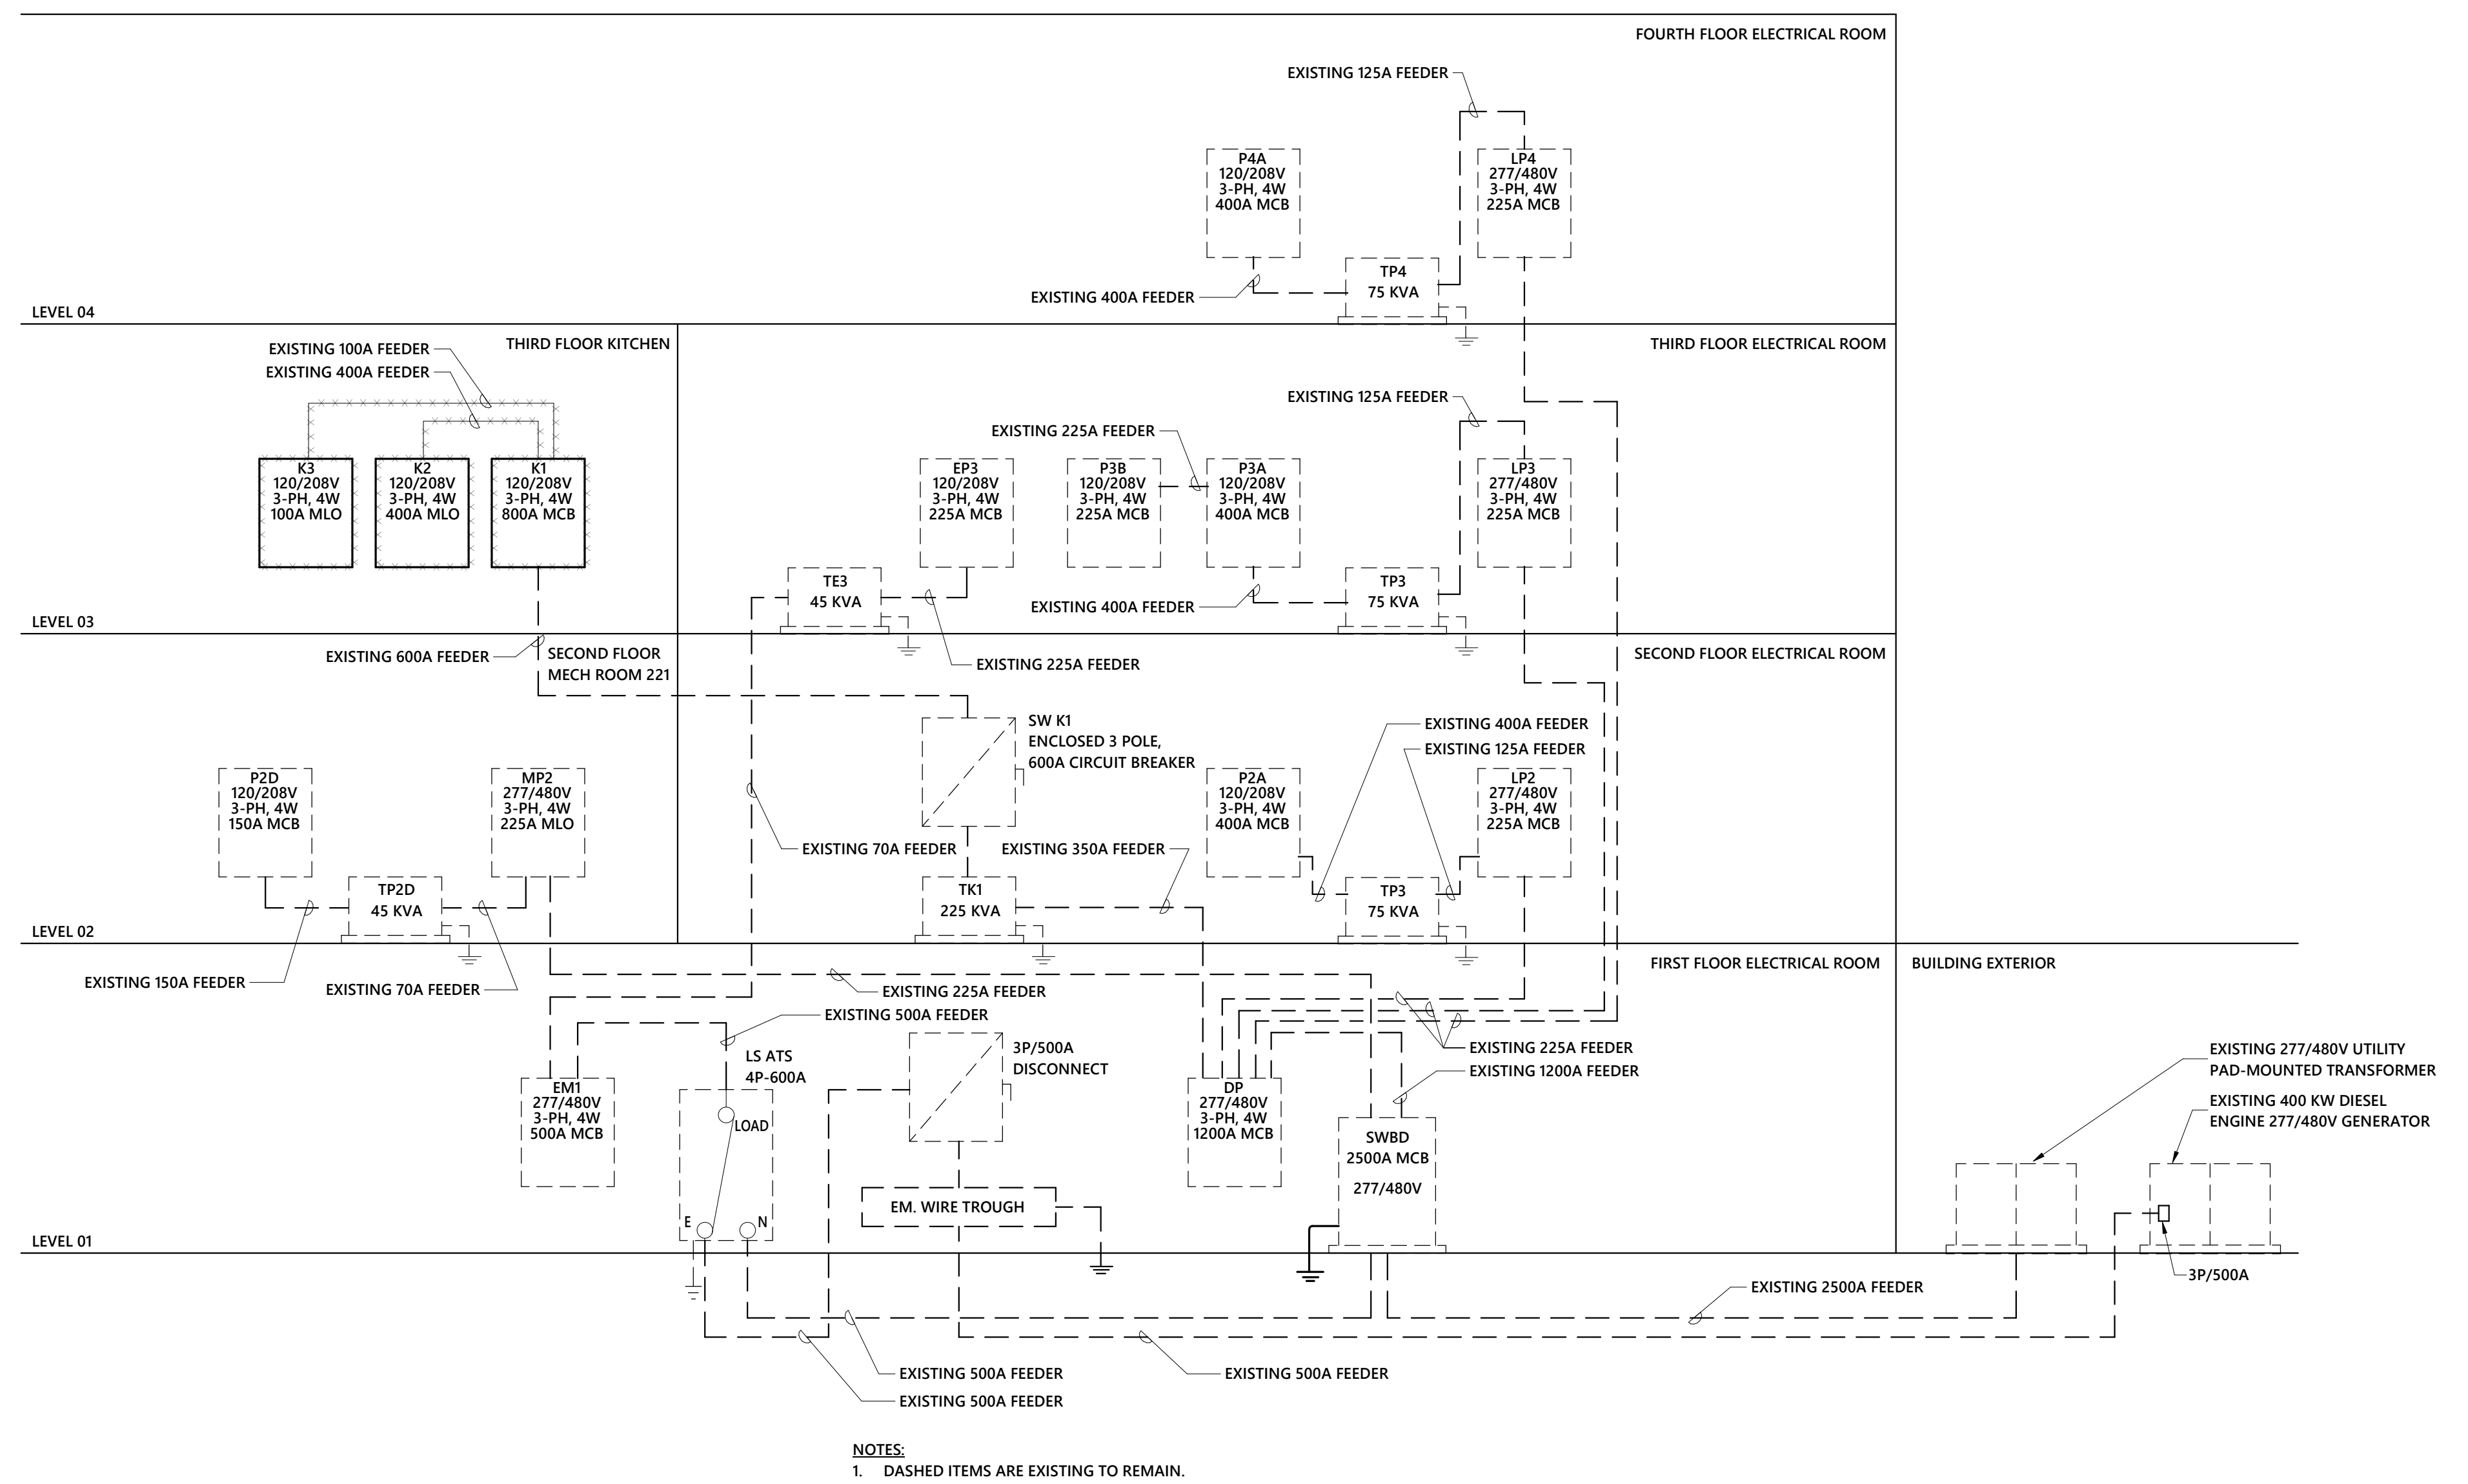 FOURTH FLOOR ELECTRICAL ROOM
EXISTING 125A FEEDER
P4A
120/208V
3-PH, 4W
400A MCB
LP4
277/480V
3-PH, 4W
225A MCB
TP4
75 KVA
EXISTING 400A FEEDER
LEVEL 04
THIRD FLOOR KITCHEN
EXISTING 100A FEEDER
EXISTING 400A FEEDER
K3
120/208V
3-PH, 4W
100A MLO
K2
120/208V
3-PH, 4W
400A MLO
K1
120/208V
3-PH, 4W
800A MCB
THIRD FLOOR ELECTRICAL ROOM
EXISTING 125A FEEDER
EXISTING 225A FEEDER
EP3
120/208V
3-PH, 4W
225A MCB
P3B
120/208V
3-PH, 4W
225A MCB
P3A
120/208V
3-PH, 4W
400A MCB
LP3
277/480V
3-PH, 4W
225A MCB
TE3
45 KVA
EXISTING 400A FEEDER
TP3
75 KVA
LEVEL 03
EXISTING 600A FEEDER
SECOND FLOOR
MECH ROOM 221
EXISTING 225A FEEDER
SECOND FLOOR ELECTRICAL ROOM
SW K1
ENCLOSED 3 POLE,
600A CIRCUIT BREAKER
EXISTING 400A FEEDER
EXISTING 125A FEEDER
P2D
120/208V
3-PH, 4W
150A MCB
MP2
277/480V
3-PH, 4W
225A MLO
P2A
120/208V
3-PH, 4W
400A MCB
LP2
277/480V
3-PH, 4W
225A MCB
EXISTING 70A FEEDER
EXISTING 350A FEEDER
TP2D
45 KVA
TK1
225 KVA
TP3
75 KVA
LEVEL 02
EXISTING 150A FEEDER
EXISTING 70A FEEDER
FIRST FLOOR ELECTRICAL ROOM
BUILDING EXTERIOR
EXISTING 225A FEEDER
EXISTING 500A FEEDER
LS ATS
4P-600A
3P/500A
DISCONNECT
EXISTING 225A FEEDER
EXISTING 1200A FEEDER
EXISTING 277/480V UTILITY
PAD-MOUNTED TRANSFORMER
EXISTING 400 KW DIESEL
ENGINE 277/480V GENERATOR
EM1
277/480V
3-PH, 4W
500A MCB
LOAD
E
N
DP
277/480V
3-PH, 4W
1200A MCB
SWBD
2500A MCB
277/480V
EM. WIRE TROUGH
LEVEL 01
3P/500A
EXISTING 2500A FEEDER
EXISTING 500A FEEDER
EXISTING 500A FEEDER
EXISTING 500A FEEDER
NOTES:
1. DASHED ITEMS ARE EXISTING TO REMAIN.